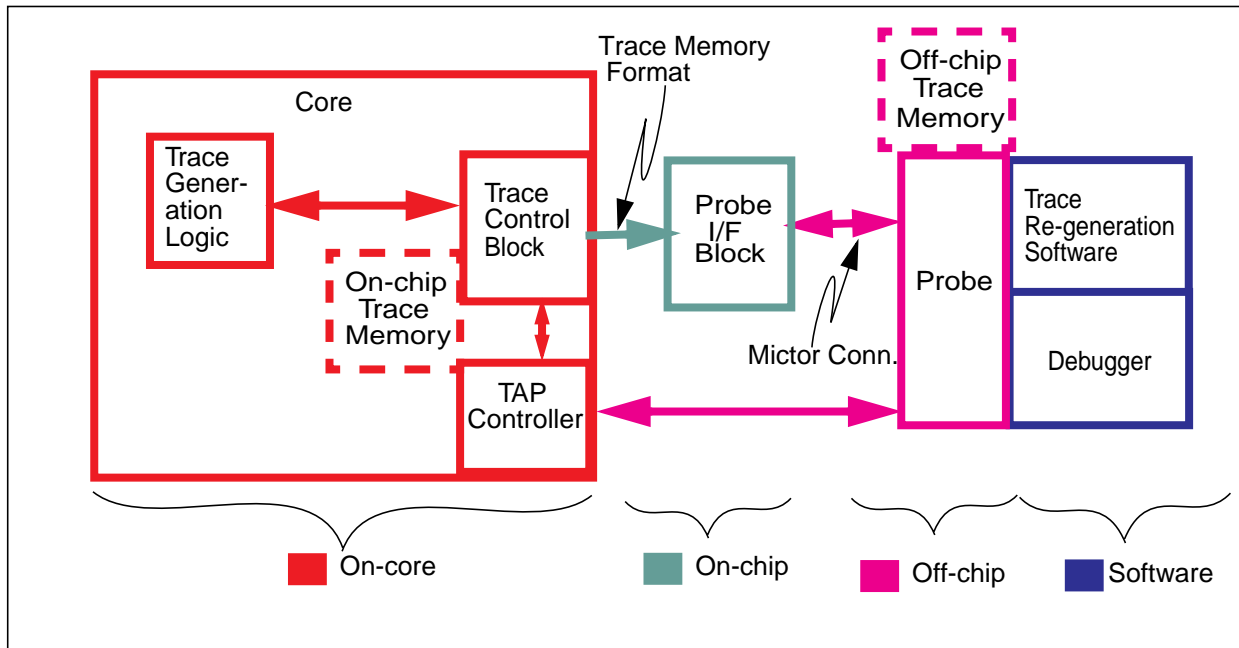 Trace Memory
Format
Off-chip
Trace
Memory
Core
Trace
Gener-
ation
Logic
Trace
Control
Block
On-chip
Trace
Memory
TAP
Controller
Probe
I/F
Block
Mictor Conn.
Probe
Trace
Re-generation
Software
Debugger
On-core
On-chip
Off-chip
Software